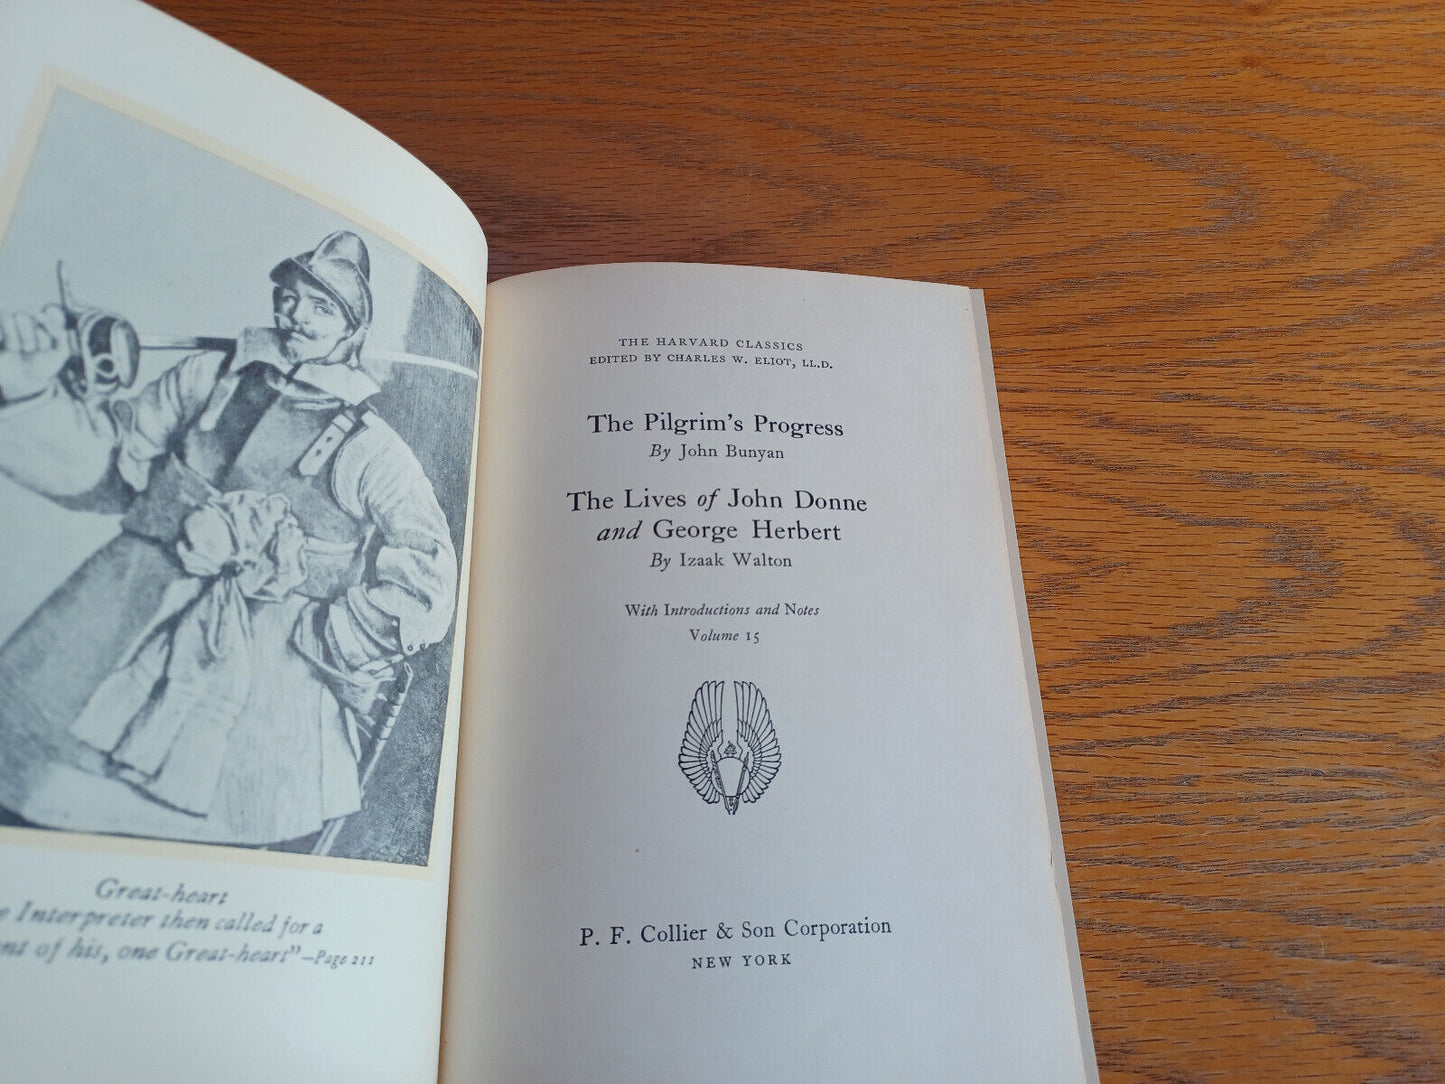 Great-heart
Interpreter then called for a
of his, one Great-heart"—Page 211
THE HARVARD CLASSICS
EDITED BY CHARLES W. ELIOT, LL.D.
The Pilgrim's Progress
By John Bunyan
The Lives of John Donne
and George Herbert
By Izaak Walton
With Introductions and Notes
Volume 15
P. F. Collier & Son Corporation
NEW YORK